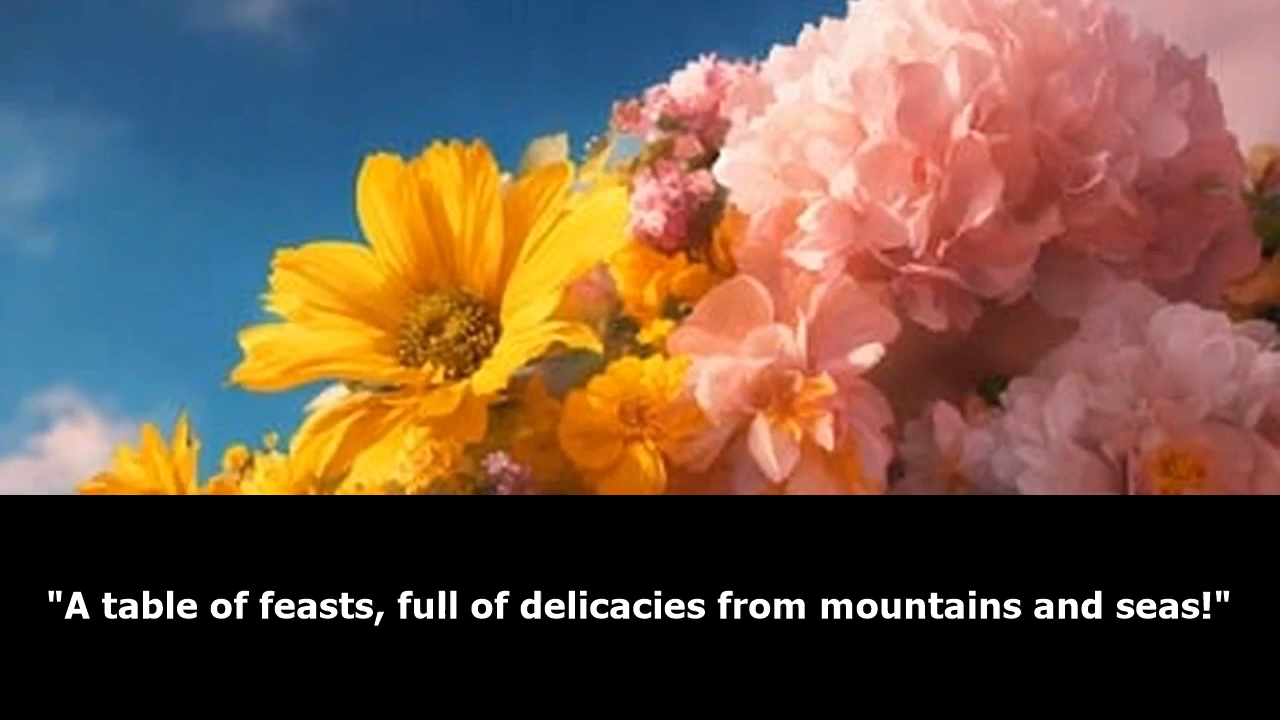 "A table of feasts, full of delicacies from mountains and seas!"